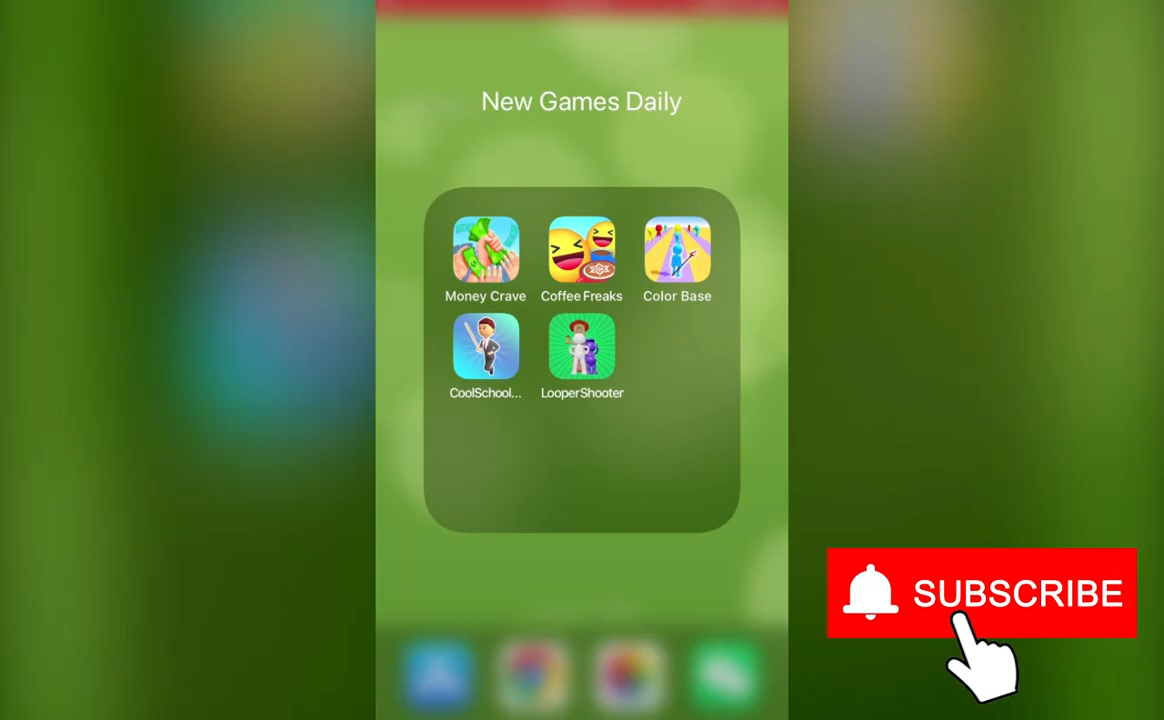 New Games Daily
Money Crave
Coffee Freaks
Color Base
CoolSchool...
LooperShooter
SUBSCRIBE